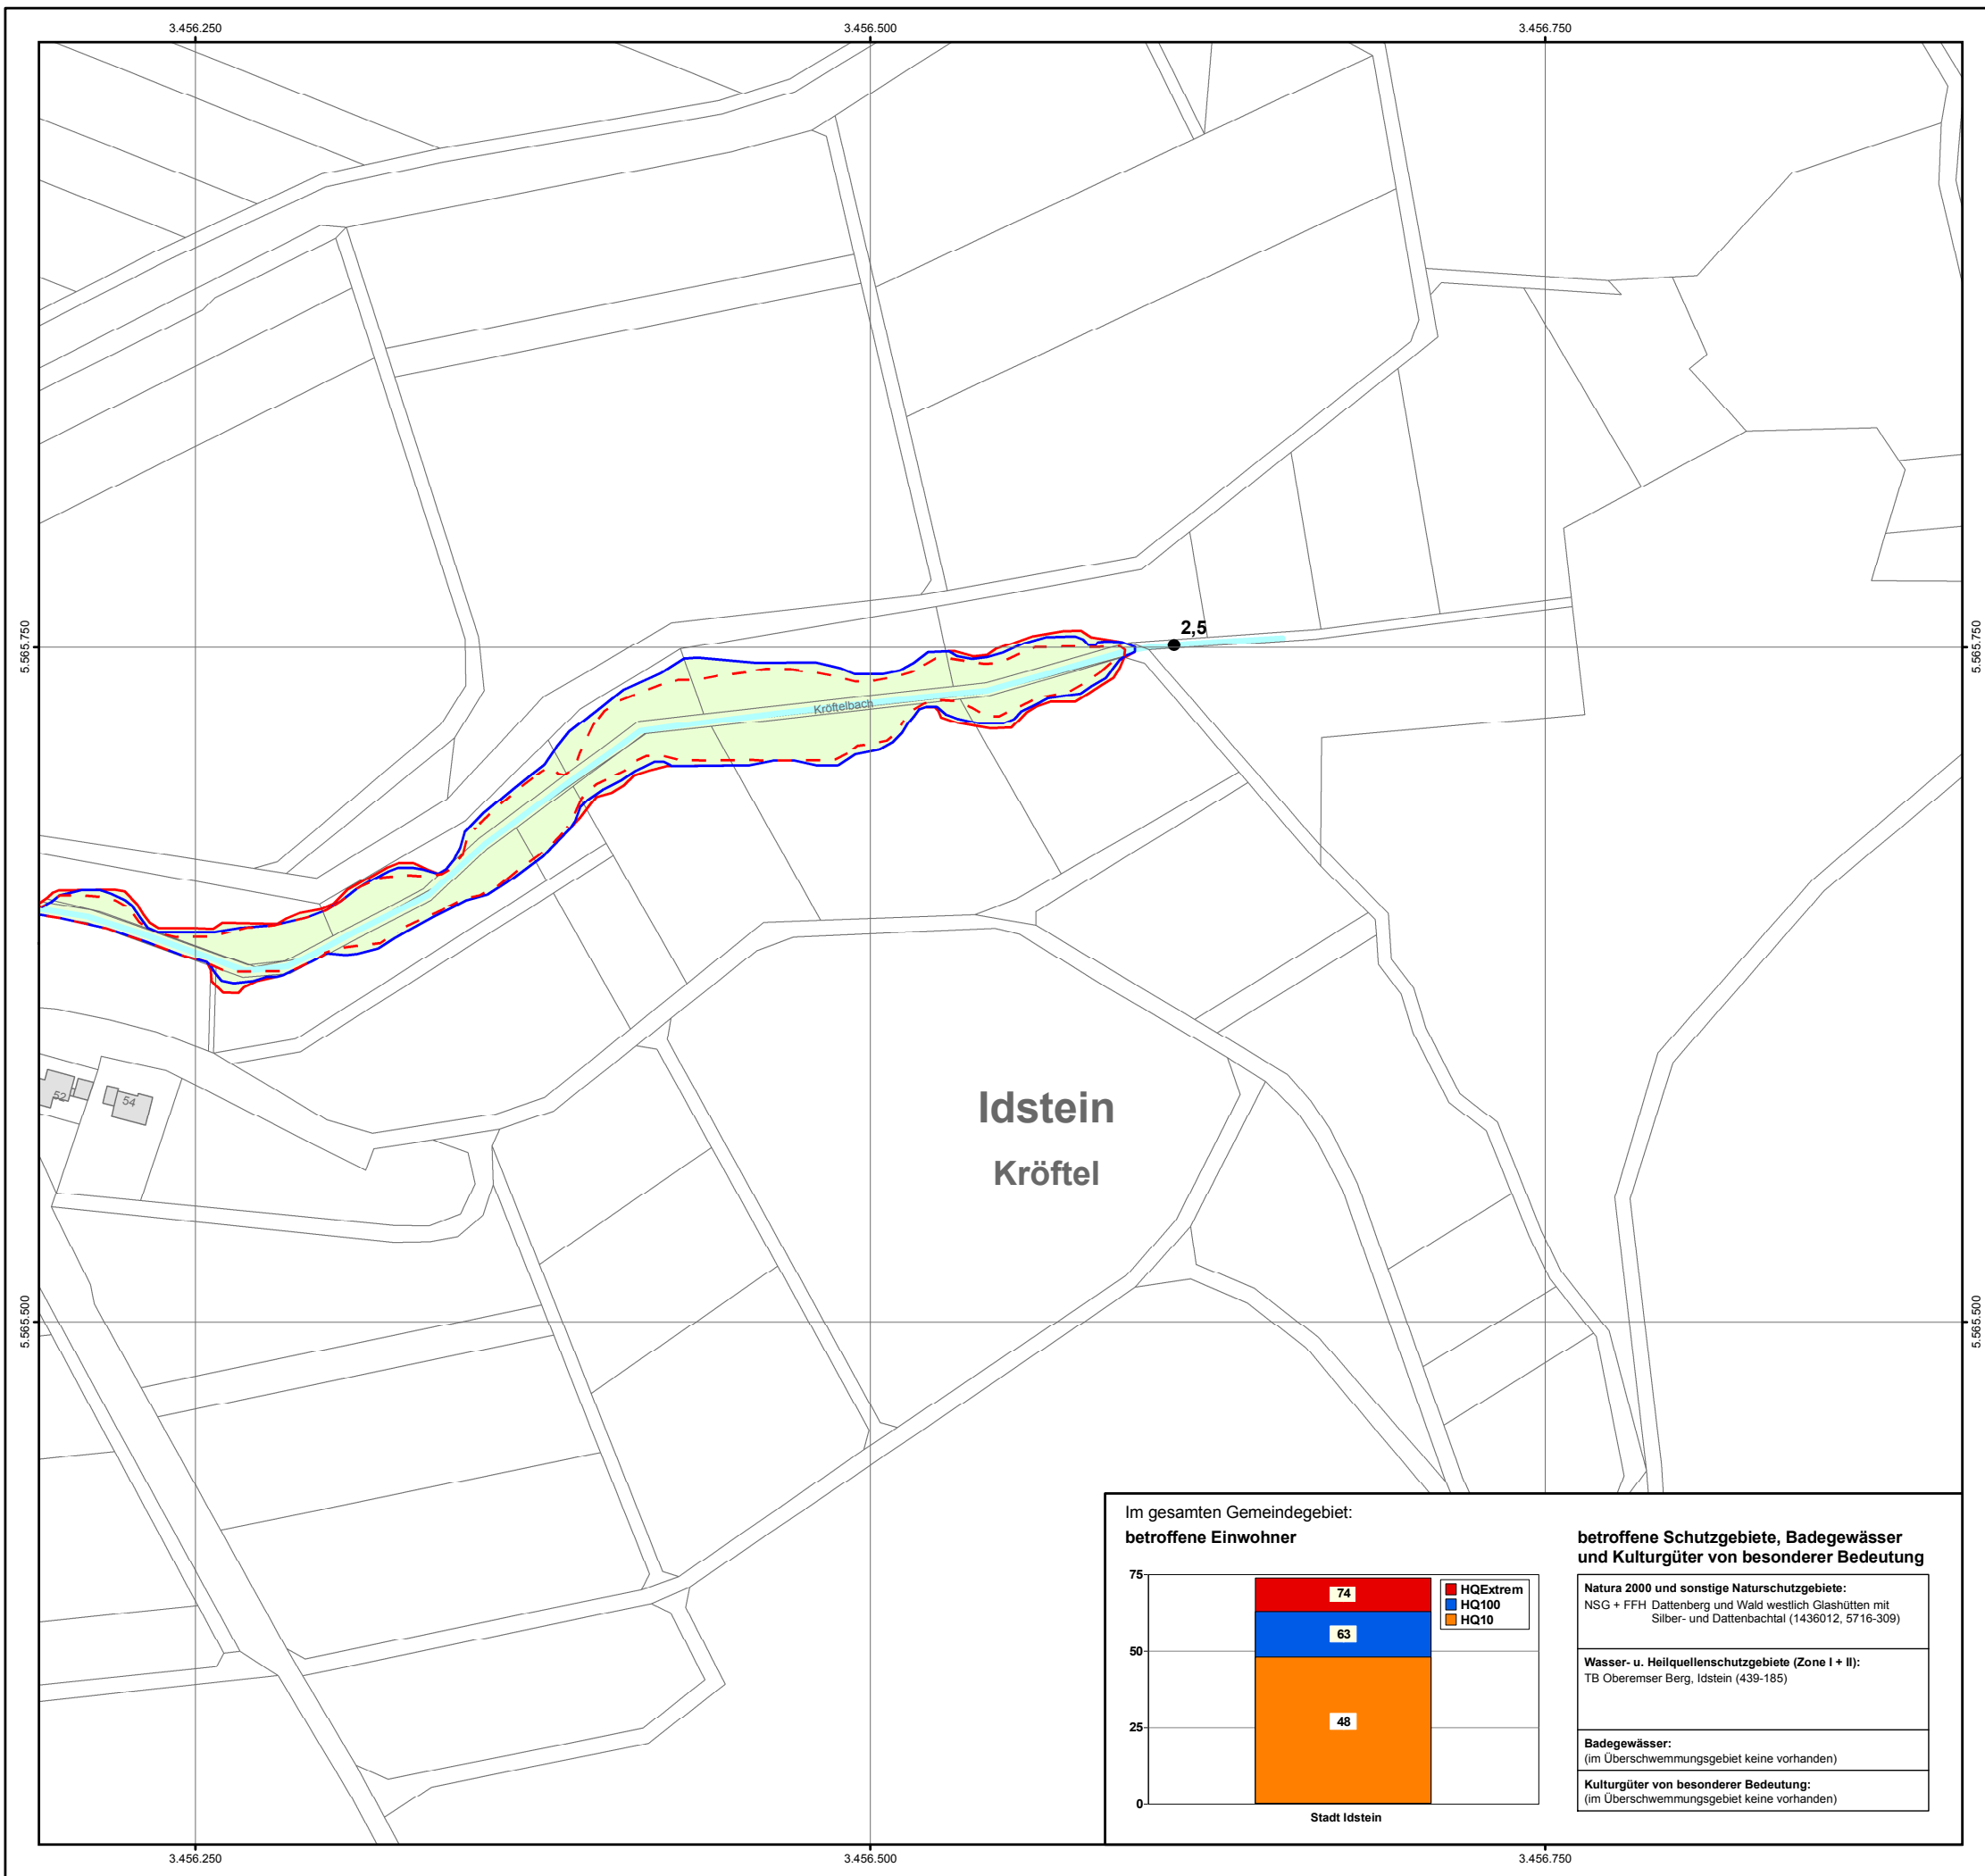 3.456.250
3.456.500
3.456.750
5.565.750
5.565.750
2,5
Kröftelbach
52
54
Idstein
Kröftel
5.565.500
5.565.500
Im gesamten Gemeindegebiet:
betroffene Einwohner
75
50
25
0
74
63
48
HQExtrem
HQ100
HQ10
Stadt Idstein
betroffene Schutzgebiete, Badegewässer
und Kulturgüter von besonderer Bedeutung
Natura 2000 und sonstige Naturschutzgebiete:
NSG + FFH Dattenberg und Wald westlich Glashütten mit
Silber- und Dattenbachtal (1436012, 5716-309)
Wasser- u. Heilquellenschutzgebiete (Zone I + II):
TB Oberemser Berg, Idstein (439-185)
Badegewässer:
(im Überschwemmungsgebiet keine vorhanden)
Kulturgüter von besonderer Bedeutung:
(im Überschwemmungsgebiet keine vorhanden)
3.456.250
3.456.500
3.456.750